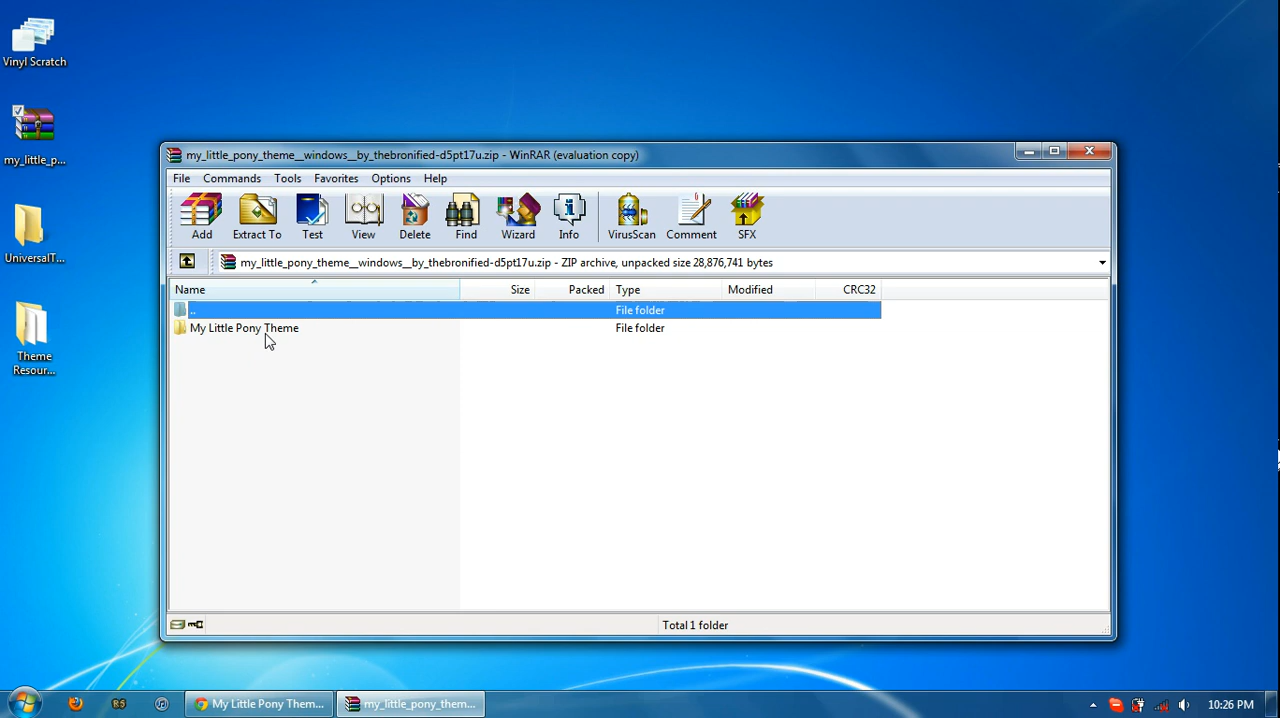 Vinyl Scratch
my_little_p...
UniversalT...
Theme
Resour...
my_little_pony_theme__windows__by_thebronified-d5pt17u.zip - WinRAR (evaluation copy)
File Commands Tools Favorites Options Help
Add Extract To Test View Delete Find Wizard Info VirusScan Comment SFX
my_little_pony_theme__windows__by_thebronified-d5pt17u.zip - ZIP archive, unpacked size 28,876,741 bytes
Name Size Packed Type Modified CRC32
.. File folder
My Little Pony Theme File folder
Total 1 folder
My Little Pony Them... my_little_pony_them... 10:26 PM